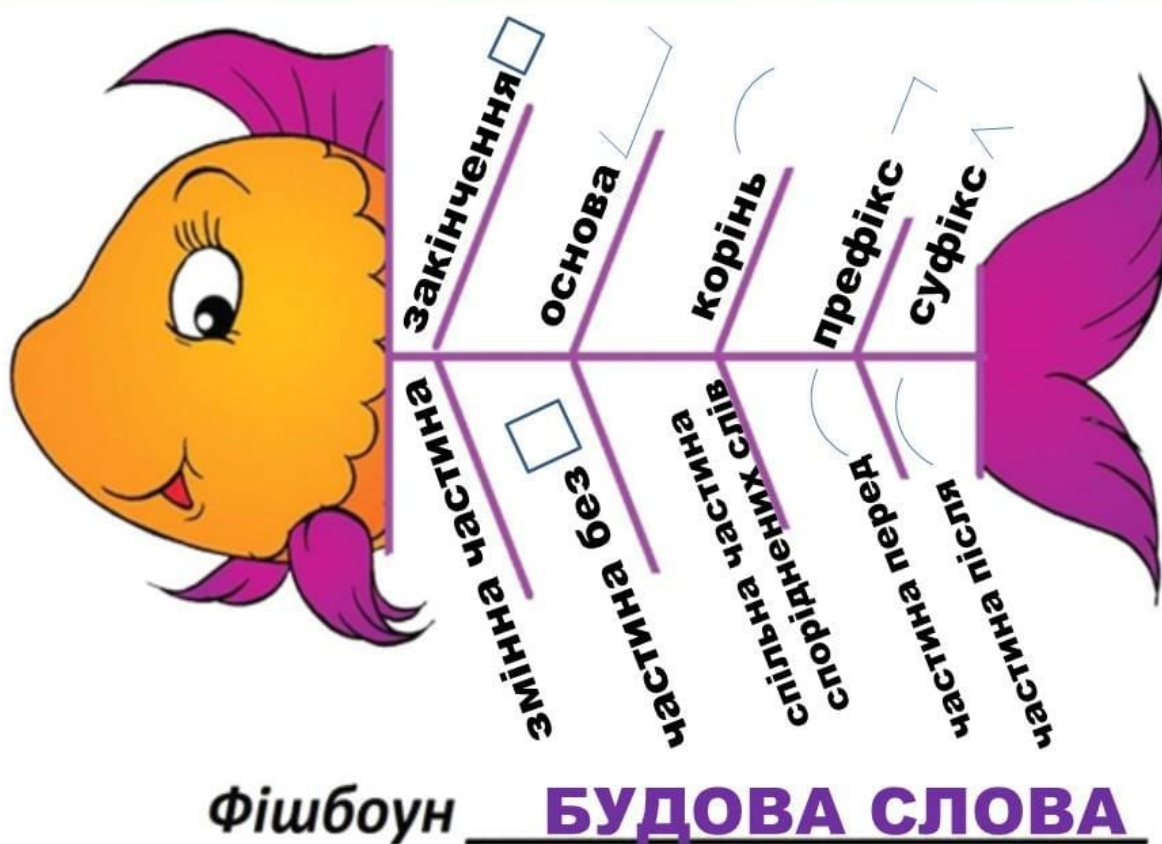 закінчення
основа
корінь
префікс
суфікс
змінна частина
частина без
спільна частина
споріднених слів
частина перед
частина після
Фішбоун БУДОВА СЛОВА